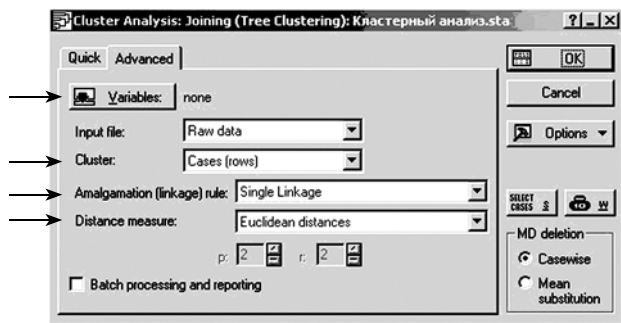 Cluster Analysis: Joining (Tree Clustering): Кластерный анализ.sta
Quick Advanced
OK
Variables: none
Cancel
Input file: Raw data
Options
Cluster: Cases (rows)
Amalgamation (linkage) rule: Single Linkage
SELECT CASES S W
Distance measure: Euclidean distances
MD deletion
p: 2 r: 2
Casewise
Batch processing and reporting
Mean substitution